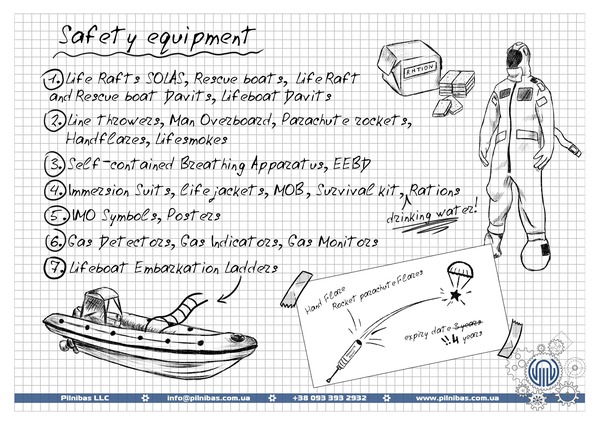 Safety equipment
1. Life Rafts SOLAS, Rescue boats, Life Raft
and Rescue boat Davits, Lifeboat Davits
2. Line throwers, Man Overboard, Parachute rockets,
Handflares, Lifesmokes
3. Self-contained Breathing Apparatus, EEBD
4. Immersion Suits, lifejackets, MOB, Survival kit, Rations
drinking water!
5. IMO Symbols, Posters
6. Gas Detectors, Gas Indicators, Gas Monitors
7. Lifeboat Embarkation Ladders
RATION
Hand Flare
Rocket parachute Flares
expiry date 3 years
!! 4 years
Pilnibas LLC info@pilnibas.com.ua +38 093 393 2932 www.pilnibas.com.ua